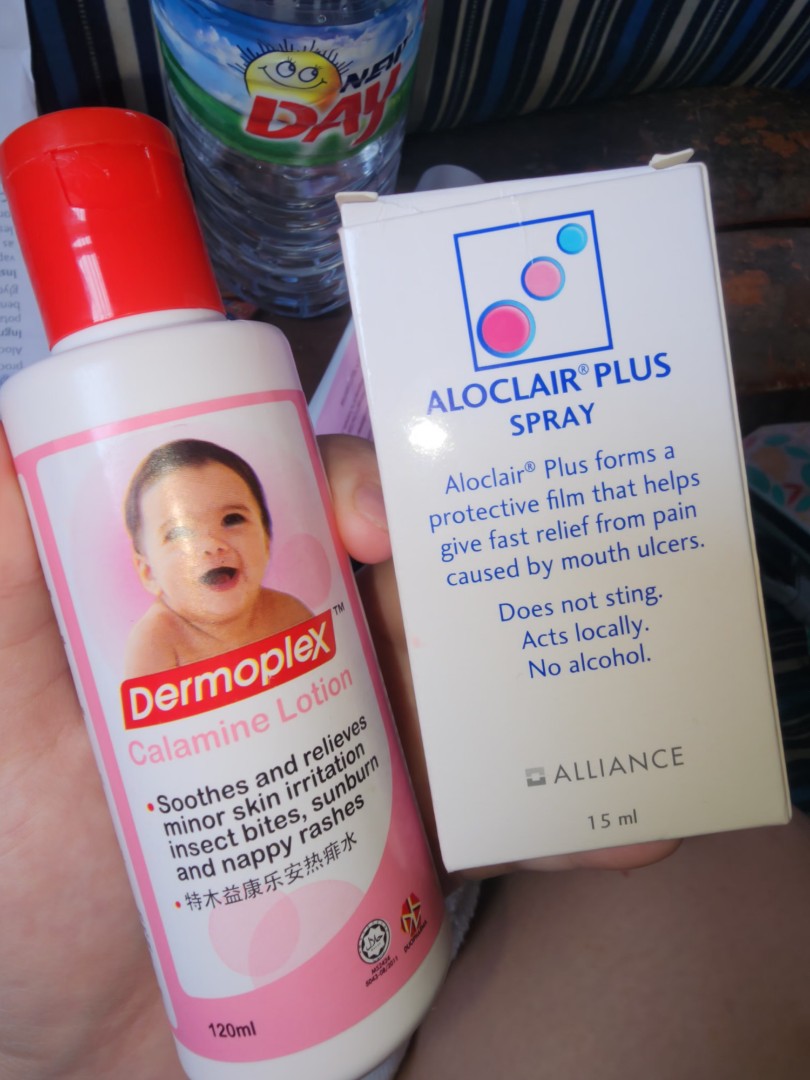 NEW
DAY
Dermoplex™
Calamine Lotion
•Soothes and relieves
minor skin irritation
insect bites, sunburn
and nappy rashes
•特木益康乐安热痱水
120ml
ALOCLAIR® PLUS
SPRAY
Aloclair® Plus forms a
protective film that helps
give fast relief from pain
caused by mouth ulcers.
Does not sting.
Acts locally.
No alcohol.
ALLIANCE
15 ml